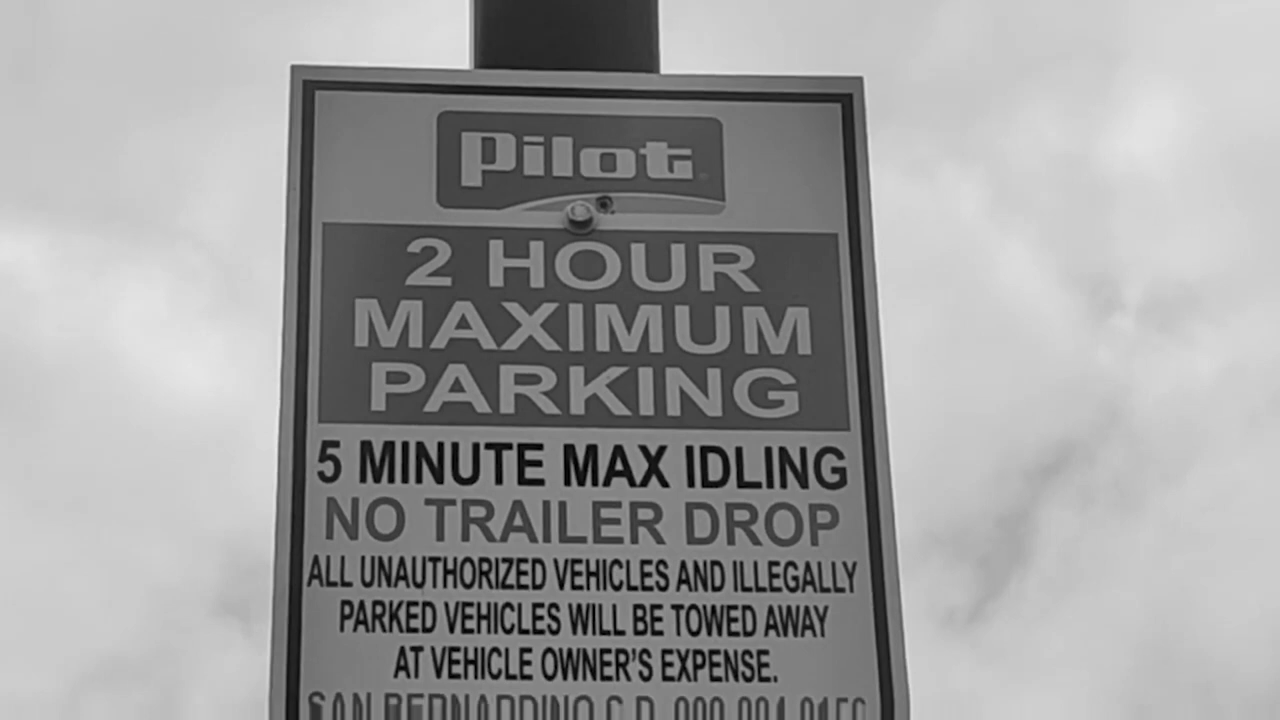 Pilot
2 HOUR
MAXIMUM
PARKING
5 MINUTE MAX IDLING
NO TRAILER DROP
ALL UNAUTHORIZED VEHICLES AND ILLEGALLY
PARKED VEHICLES WILL BE TOWED AWAY
AT VEHICLE OWNER'S EXPENSE.
SAN BERNARDINO